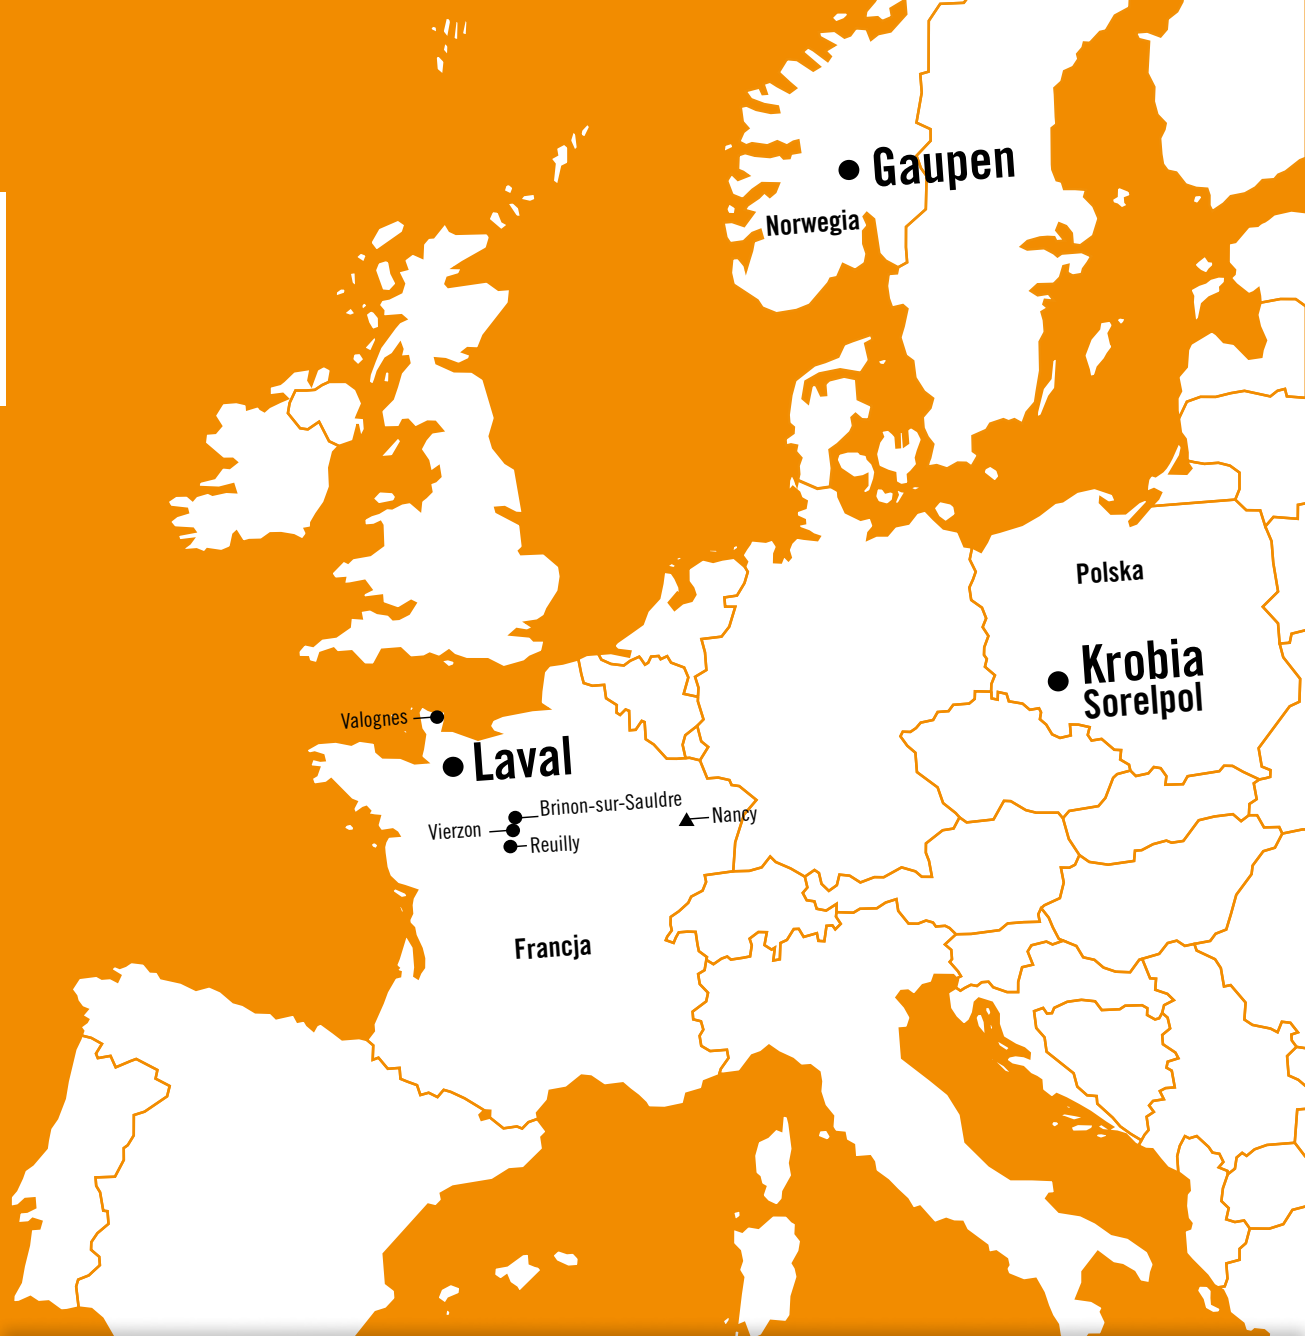 Gaupen
Norwegia
Polska
Krobia
Sorelpol
Valognes
Laval
Brinon-sur-Sauldre
Nancy
Vierzon
Reuilly
Francja